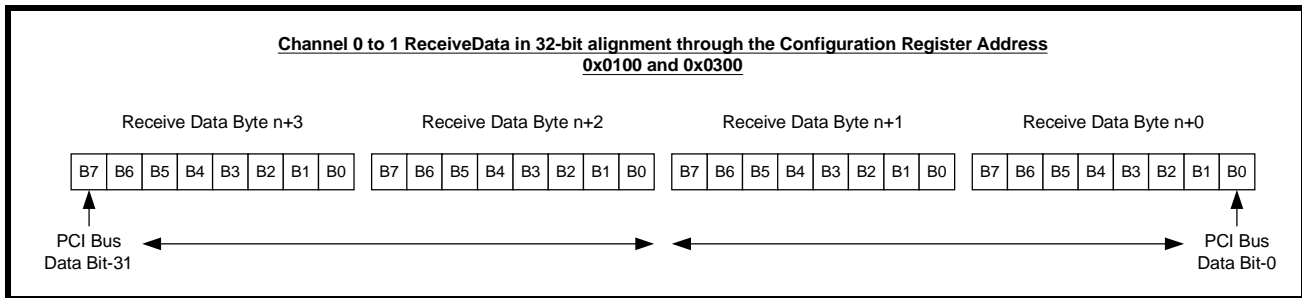 Channel 0 to 1 ReceiveData in 32-bit alignment through the Configuration Register Address
0x0100 and 0x0300
Receive Data Byte n+3 Receive Data Byte n+2 Receive Data Byte n+1 Receive Data Byte n+0
B7 B6 B5 B4 B3 B2 B1 B0 B7 B6 B5 B4 B3 B2 B1 B0 B7 B6 B5 B4 B3 B2 B1 B0 B7 B6 B5 B4 B3 B2 B1 B0
PCI Bus PCI Bus
Data Bit-31 Data Bit-0